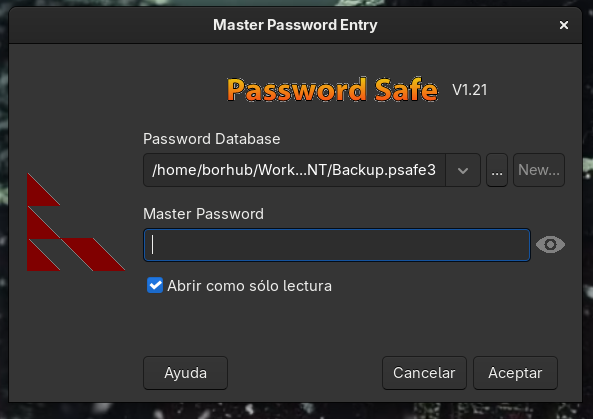 Master Password Entry
Password Safe V1.21
Password Database
/home/borhub/Work...NT/Backup.psafe3
... New...
Master Password
Abrir como sólo lectura
Ayuda Cancelar Aceptar